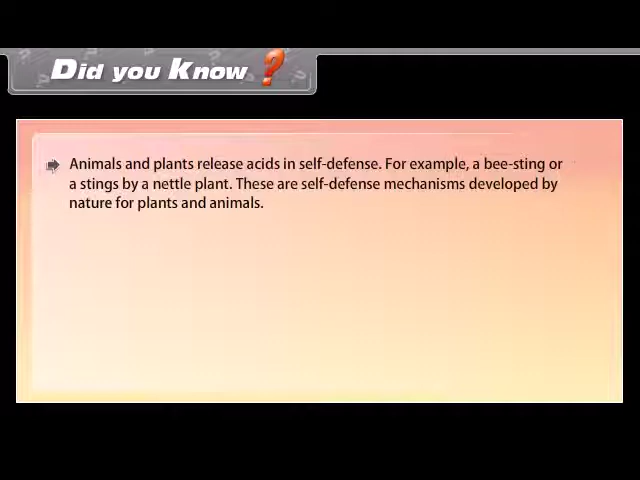 Did you Know ?
Animals and plants release acids in self-defense. For example, a bee-sting or
a stings by a nettle plant. These are self-defense mechanisms developed by
nature for plants and animals.